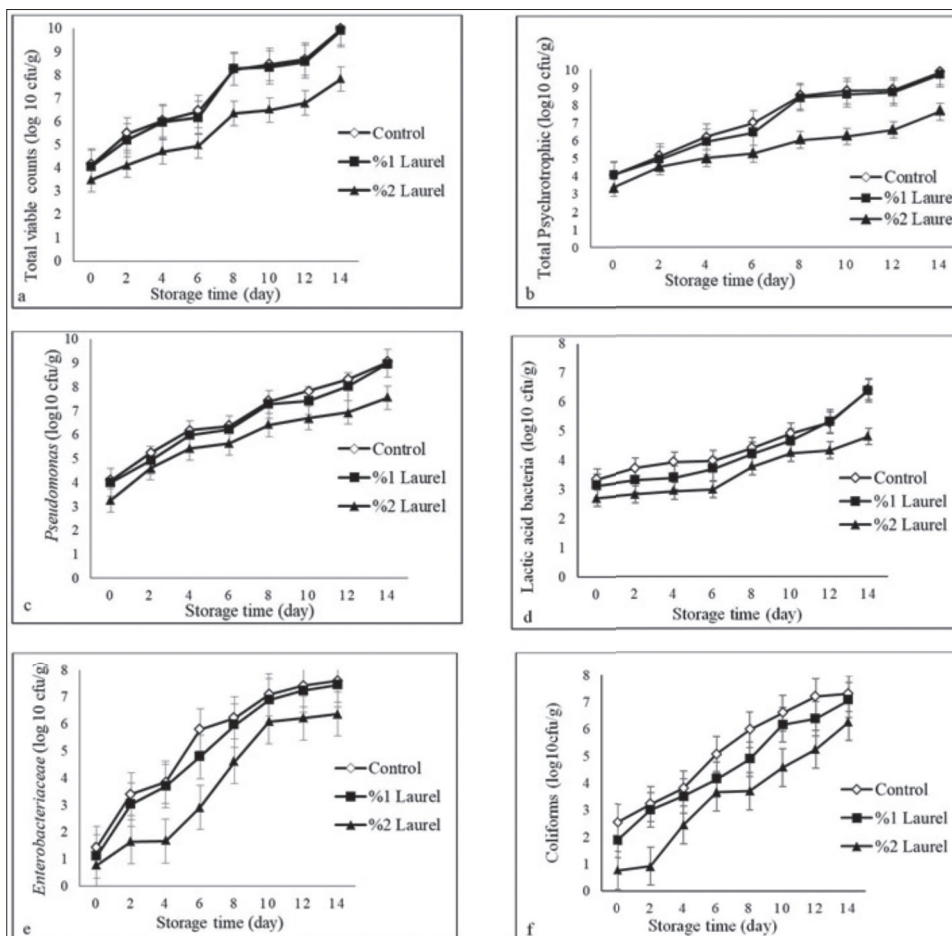 10
9
8
7
6
5
4
3
2
1
0
Total viable counts (log 10 cfu/g)
Control
%1 Laurel
%2 Laurel
0 2 4 6 8 10 12 14
Storage time (day)
a
10
9
8
7
6
5
4
3
2
1
0
Total Psychrotrophic (log10 cfu/g)
Control
%1 Laure
%2 Laure
0 2 4 6 8 10 12 14
Storage time (day)
b
10
9
8
7
6
5
4
3
2
1
0
Pseudomonas (log10 cfu/g)
Control
%1 Laurel
%2 Laurel
0 2 4 6 8 10 12 14
Storage time (day)
c
8
7
6
5
4
3
2
1
0
Lactic acid bacteria (log10 cfu/g)
Control
%1 Laurel
%2 Laurel
0 2 4 6 8 10 12 14
Storage time (day)
d
8
7
6
5
4
3
2
1
0
Enterobacteriaceae (log 10 cfu/g)
Control
%1 Laurel
%2 Laurel
0 2 4 6 8 10 12 14
Storage time (day)
e
8
7
6
5
4
3
2
1
0
Coliforms (log10cfu/g)
Control
%1 Laurel
%2 Laurel
0 2 4 6 8 10 12 14
Storage time (day)
f